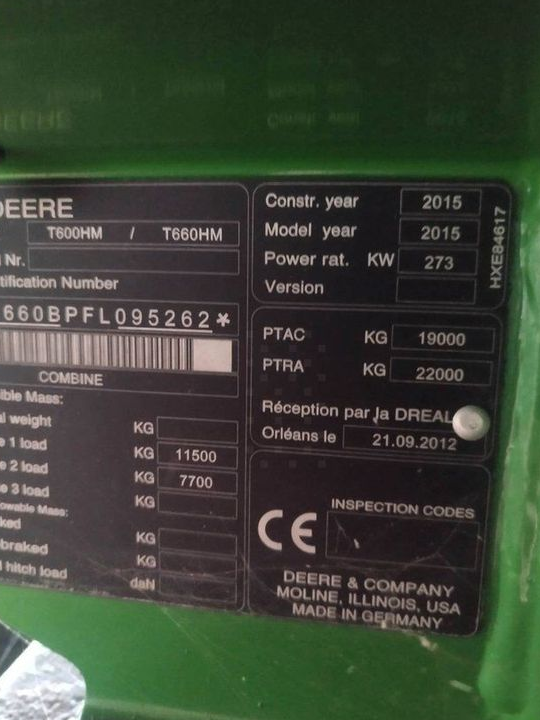 DEERE
T600HM / T660HM
Nr.
tification Number
660BPFL095262*
COMBINE
ible Mass:
weight KG
1 load KG 11500
2 load KG 7700
3 load KG
owable Mass:
ked KG
braked KG
hitch load daN
Constr. year 2015
Model year 2015
Power rat. KW 273
Version
HXE84617
PTAC KG 19000
PTRA KG 22000
Réception par la DREAL
Orléans le 21.09.2012
INSPECTION CODES
CE
DEERE & COMPANY
MOLINE, ILLINOIS, USA
MADE IN GERMANY